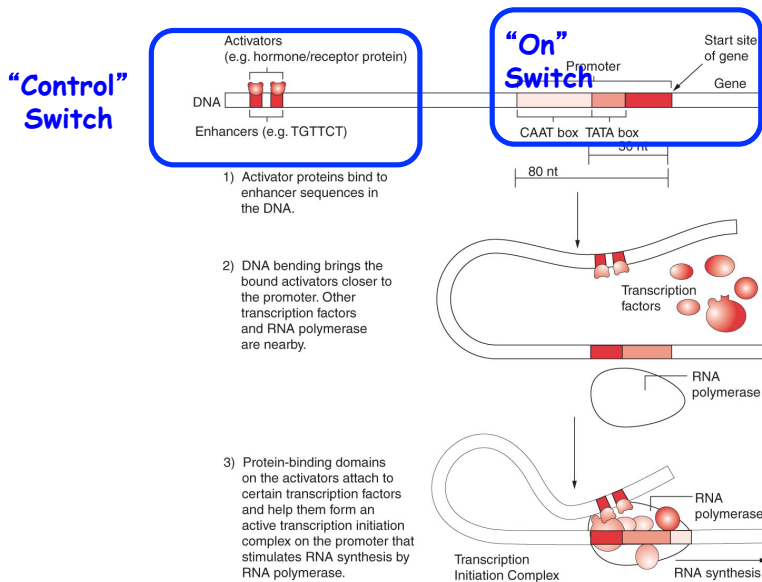 "Control"
Switch
Activators
(e.g. hormone/receptor protein)
DNA
Enhancers (e.g. TGTTCT)
"On"
Switch
Promoter
Start site
of gene
Gene
CAAT box TATA box
30 nt
80 nt
1) Activator proteins bind to
enhancer sequences in
the DNA.
2) DNA bending brings the
bound activators closer to
the promoter. Other
transcription factors
and RNA polymerase
are nearby.
Transcription
factors
RNA
polymerase
3) Protein-binding domains
on the activators attach to
certain transcription factors
and help them form an
active transcription initiation
complex on the promoter that
stimulates RNA synthesis by
RNA polymerase.
RNA
polymerase
Transcription
Initiation Complex
RNA synthesis